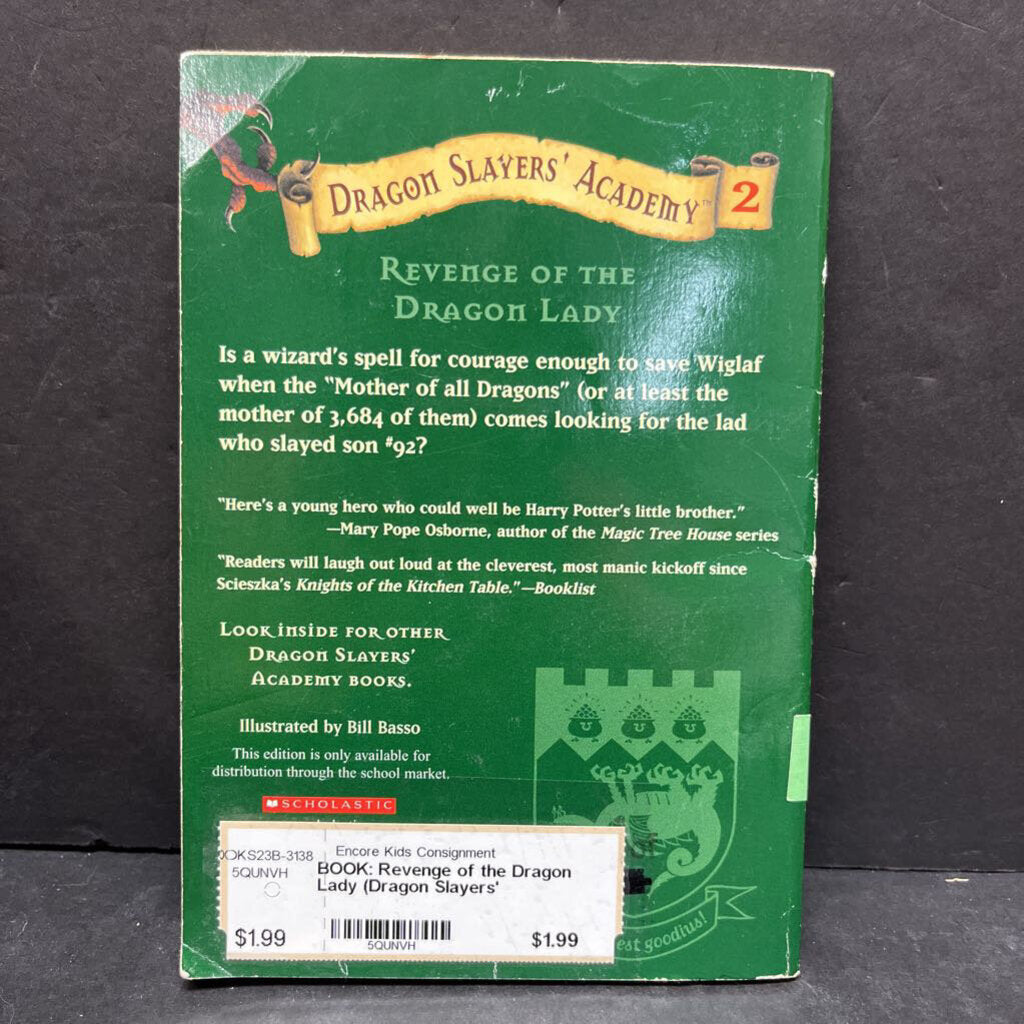 DRAGON SLAYERS' ACADEMY™ 2
REVENGE OF THE
DRAGON LADY
Is a wizard's spell for courage enough to save Wiglaf
when the "Mother of all Dragons" (or at least the
mother of 3,684 of them) comes looking for the lad
who slayed son #92?
"Here's a young hero who could well be Harry Potter's little brother."
—Mary Pope Osborne, author of the Magic Tree House series
"Readers will laugh out loud at the cleverest, most manic kickoff since
Scieszka's Knights of the Kitchen Table."—Booklist
LOOK INSIDE FOR OTHER
DRAGON SLAYERS'
ACADEMY BOOKS.
Illustrated by Bill Basso
This edition is only available for
distribution through the school market.
SCHOLASTIC
OOKS23B-3138
5QUNVH
$1.99
Encore Kids Consignment
BOOK: Revenge of the Dragon
Lady (Dragon Slayers'
5QUNVH
$1.99
est goodius!